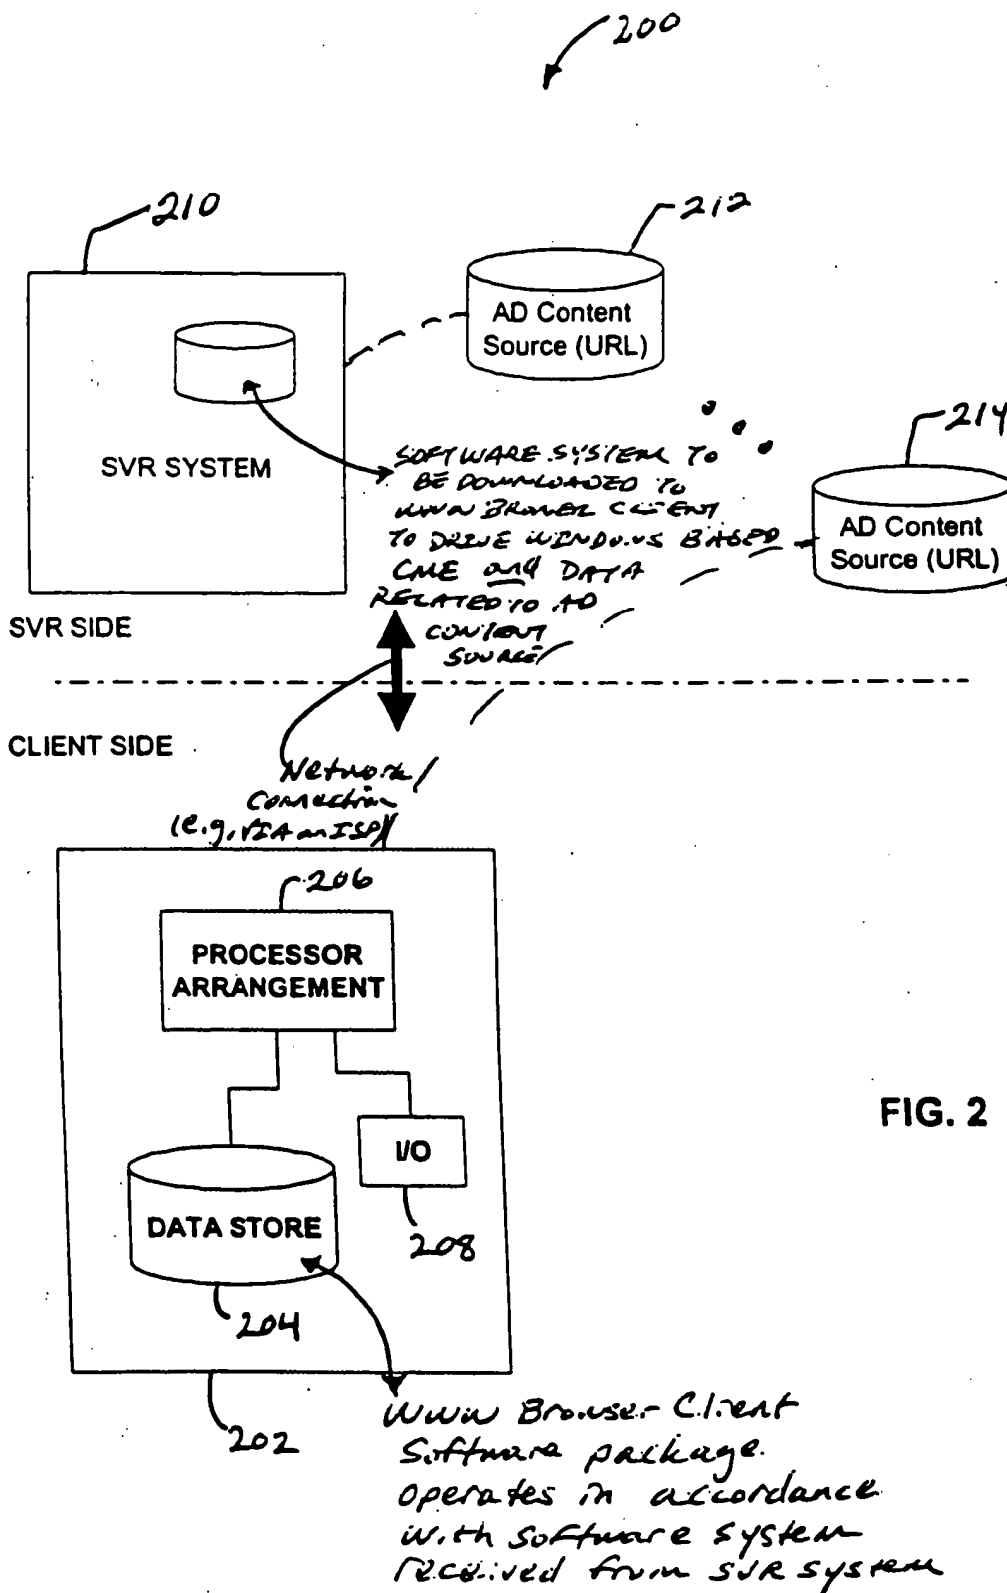 200
210
212
AD Content
Source (URL)
214
AD Content
Source (URL)
SVR SYSTEM
SOFTWARE SYSTEM TO
BE DOWNLOADED TO
WWW BROWSER CLIENT
TO DRIVE WINDOWS BASED
CME and DATA
RELATED TO AD
CONTENT
SOURCE
SVR SIDE
CLIENT SIDE
Network
Connection
(e.g., VIA an ISP)
206
PROCESSOR
ARRANGEMENT
I/O
208
DATA STORE
204
202
FIG. 2
WWW Browser Client
Software package
operates in accordance
with software system
received from SVR system